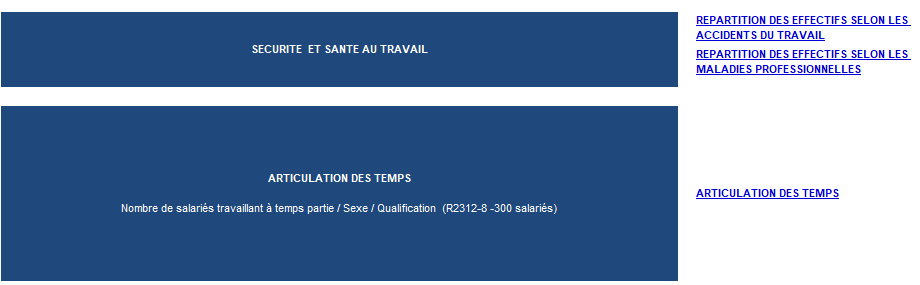 SECURITE ET SANTE AU TRAVAIL
REPARTITION DES EFFECTIFS SELON LES
ACCIDENTS DU TRAVAIL
REPARTITION DES EFFECTIFS SELON LES
MALADIES PROFESSIONNELLES
ARTICULATION DES TEMPS
Nombre de salariés travaillant à temps partie / Sexe / Qualification (R2312-8 -300 salariés)
ARTICULATION DES TEMPS